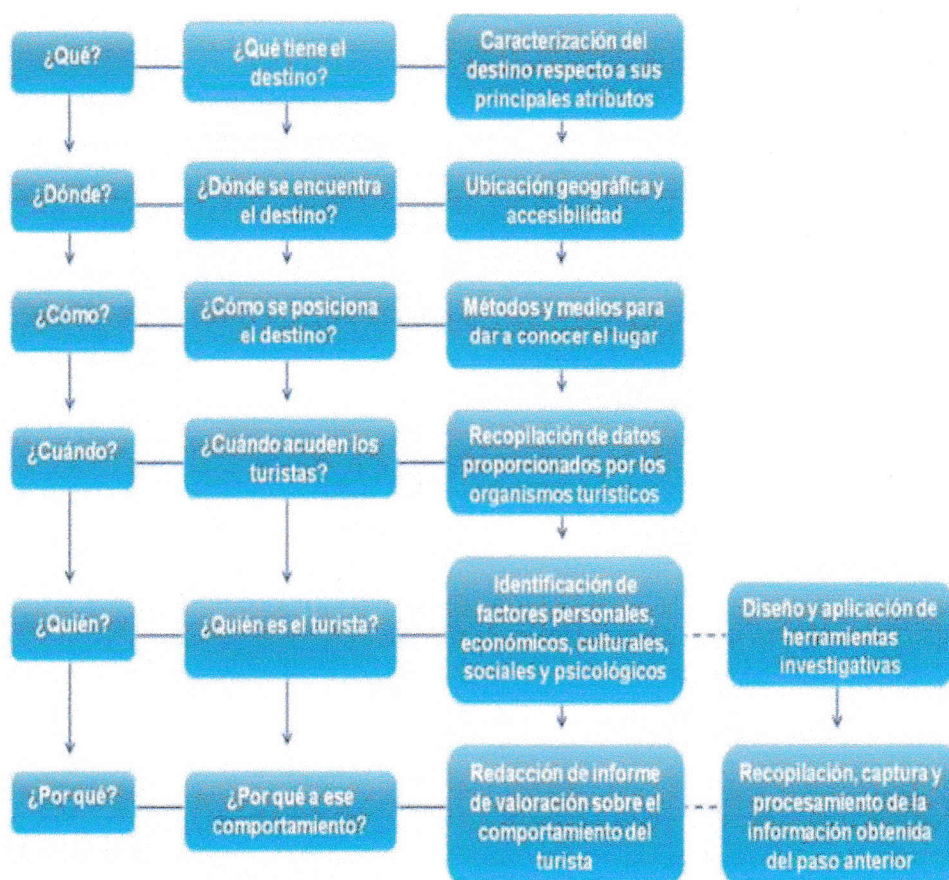 ¿Qué?
¿Qué tiene el
destino?
Caracterización del
destino respecto a sus
principales atributos
¿Dónde?
¿Dónde se encuentra
el destino?
Ubicación geográfica y
accesibilidad
¿Cómo?
¿Cómo se posiciona
el destino?
Métodos y medios para
dar a conocer el lugar
¿Cuándo?
¿Cuándo acuden los
turistas?
Recopilación de datos
proporcionados por los
organismos turísticos
¿Quién?
¿Quién es el turista?
Identificación de
factores personales,
económicos, culturales,
sociales y psicológicos
Diseño y aplicación de
herramientas
investigativas
¿Por qué?
¿Por qué a ese
comportamiento?
Redacción de informe
de valoración sobre el
comportamiento del
turista
Recopilación, captura y
procesamiento de la
información obtenida
del paso anterior